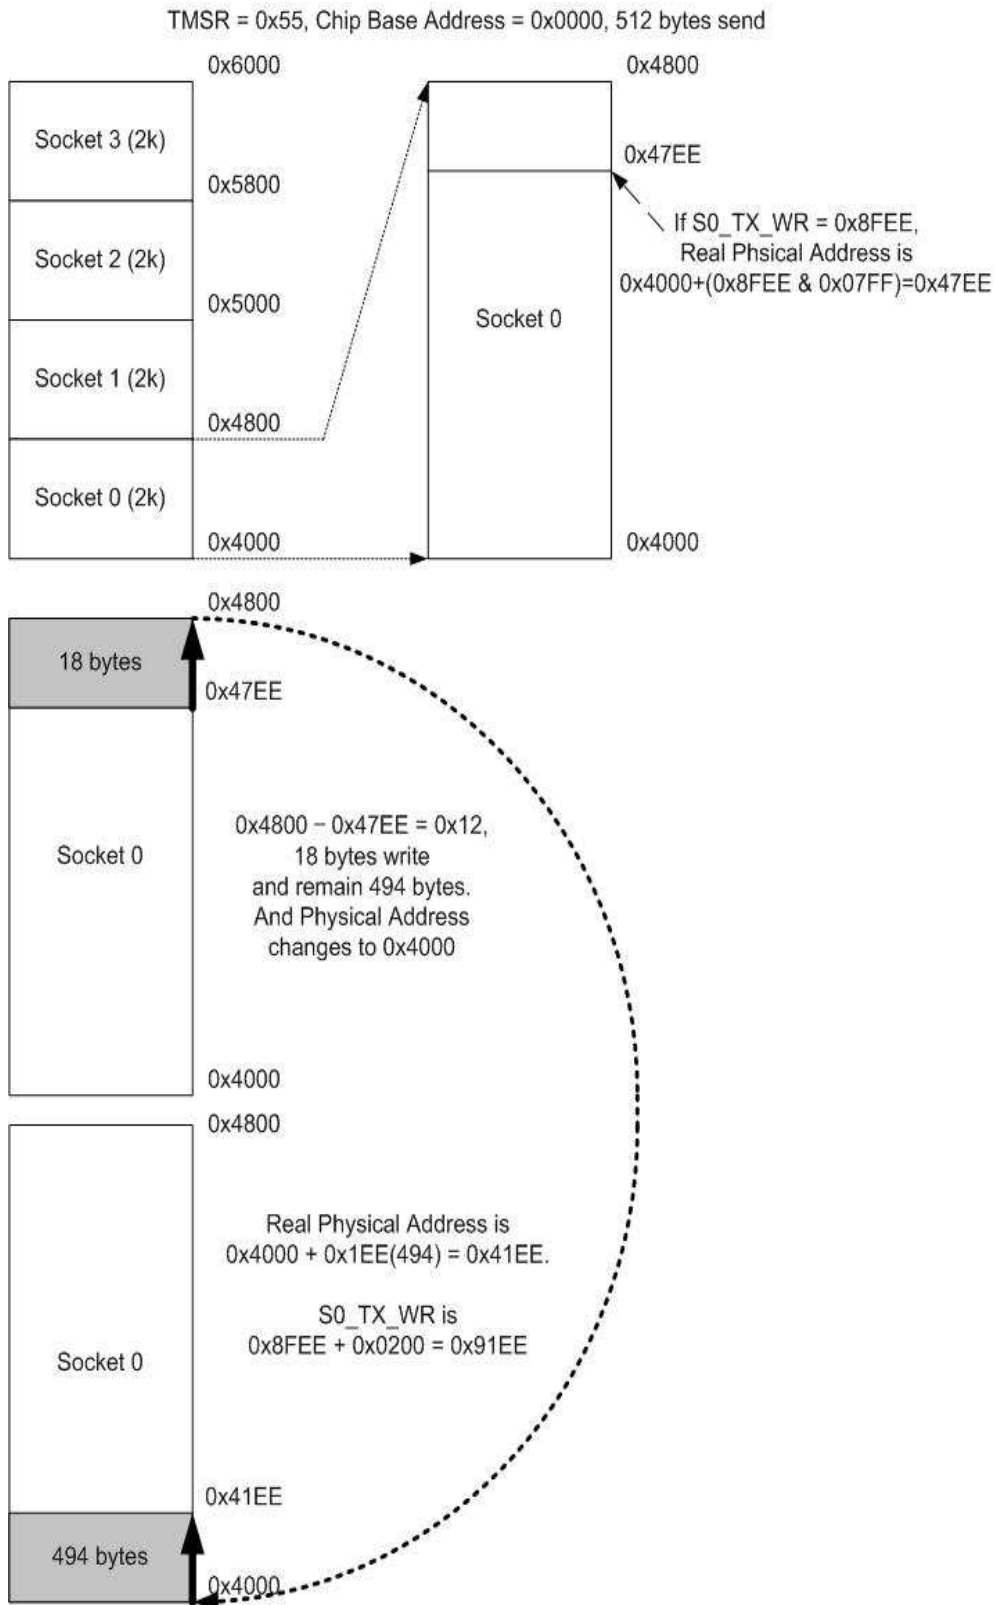 TMSR = 0x55, Chip Base Address = 0x0000, 512 bytes send
0x6000
Socket 3 (2k)
0x5800
Socket 2 (2k)
0x5000
Socket 1 (2k)
0x4800
Socket 0 (2k)
0x4000
0x4800
0x47EE
If S0_TX_WR = 0x8FEE,
Real Phsical Address is
0x4000+(0x8FEE & 0x07FF)=0x47EE
Socket 0
0x4000
0x4800
18 bytes
0x47EE
Socket 0
0x4800 – 0x47EE = 0x12,
18 bytes write
and remain 494 bytes.
And Physical Address
changes to 0x4000
0x4000
0x4800
Real Physical Address is
0x4000 + 0x1EE(494) = 0x41EE.
S0_TX_WR is
0x8FEE + 0x0200 = 0x91EE
Socket 0
0x41EE
494 bytes
0x4000